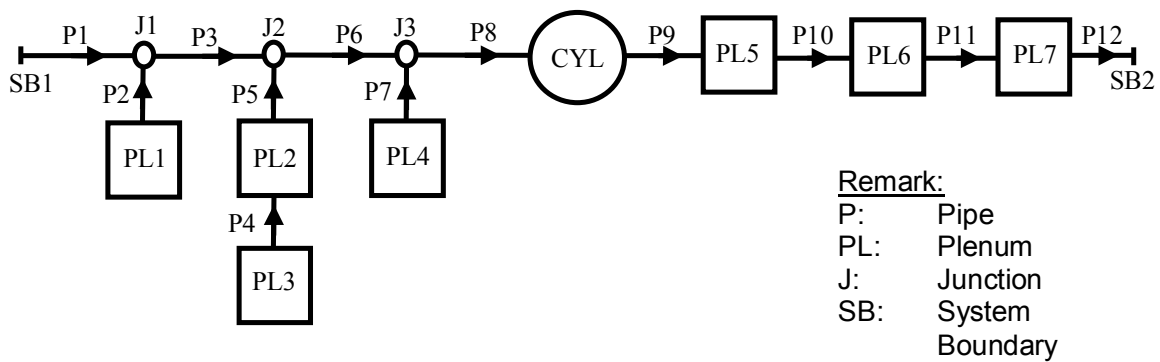 P1 J1 P3 J2 P6 J3 P8 CYL P9 PL5 P10 PL6 P11 PL7 P12
SB1 SB2
P2 P5 P7
PL1 PL2 PL4
P4
PL3
Remark:
P: Pipe
PL: Plenum
J: Junction
SB: System
Boundary